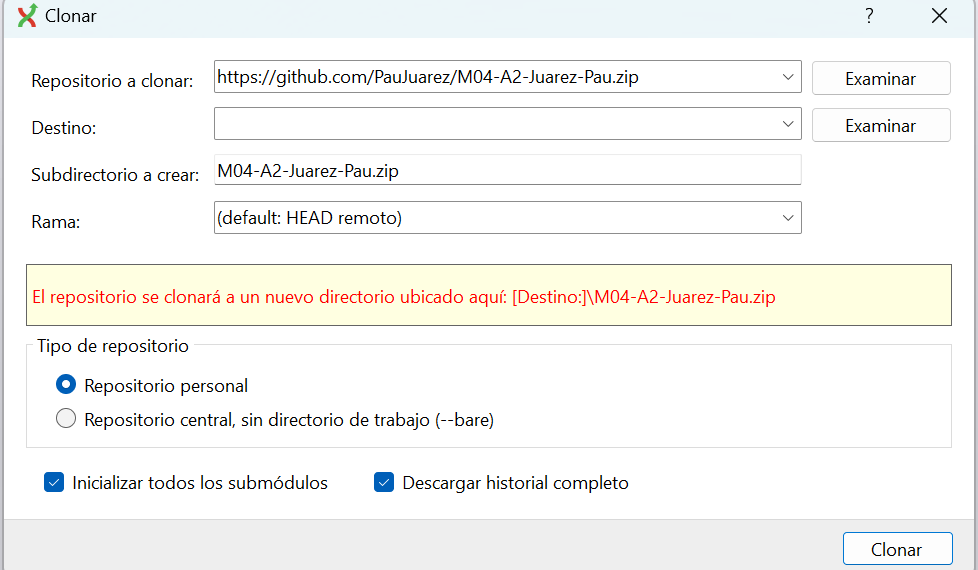 Clonar
?
Repositorio a clonar: https://github.com/PauJuarez/M04-A2-Juarez-Pau.zip Examinar
Destino: Examinar
Subdirectorio a crear: M04-A2-Juarez-Pau.zip
Rama: (default: HEAD remoto)
El repositorio se clonará a un nuevo directorio ubicado aquí: [Destino:]\M04-A2-Juarez-Pau.zip
Tipo de repositorio
Repositorio personal
Repositorio central, sin directorio de trabajo (--bare)
Inicializar todos los submódulos Descargar historial completo
Clonar